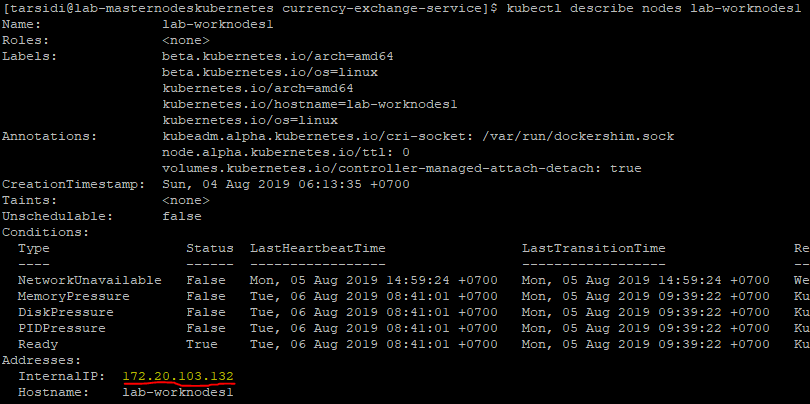 [tarsidi@lab-masternodeskubernetes currency-exchange-service]$ kubectl describe nodes lab-worknodesl
Name: lab-worknodesl
Roles: <none>
Labels: beta.kubernetes.io/arch=amd64
beta.kubernetes.io/os=linux
kubernetes.io/arch=amd64
kubernetes.io/hostname=lab-worknodesl
kubernetes.io/os=linux
Annotations: kubeadm.alpha.kubernetes.io/cri-socket: /var/run/dockershim.sock
node.alpha.kubernetes.io/ttl: 0
volumes.kubernetes.io/controller-managed-attach-detach: true
CreationTimestamp: Sun, 04 Aug 2019 06:13:35 +0700
Taints: <none>
Unschedulable: false
Conditions:
Type Status LastHeartbeatTime LastTransitionTime Re
---- ------ ----------------- ------------------ --
NetworkUnavailable False Mon, 05 Aug 2019 14:59:24 +0700 Mon, 05 Aug 2019 14:59:24 +0700 We
MemoryPressure False Tue, 06 Aug 2019 08:41:01 +0700 Mon, 05 Aug 2019 09:39:22 +0700 Ku
DiskPressure False Tue, 06 Aug 2019 08:41:01 +0700 Mon, 05 Aug 2019 09:39:22 +0700 Ku
PIDPressure False Tue, 06 Aug 2019 08:41:01 +0700 Mon, 05 Aug 2019 09:39:22 +0700 Ku
Ready True Tue, 06 Aug 2019 08:41:01 +0700 Mon, 05 Aug 2019 09:39:22 +0700 Ku
Addresses:
InternalIP: 172.20.103.132
Hostname: lab-worknodesl